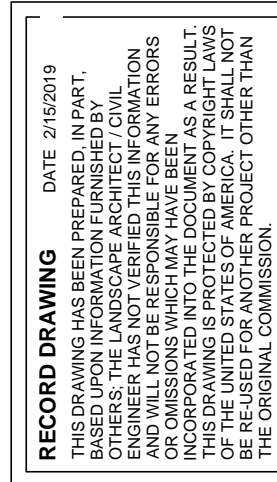 RECORD DRAWING DATE 2/15/2019
THIS DRAWING HAS BEEN PREPARED, IN PART,
BASED UPON INFORMATION FURNISHED BY
OTHERS; THE LANDSCAPE ARCHITECT / CIVIL
ENGINEER HAS NOT VERIFIED THIS INFORMATION
AND WILL NOT BE RESPONSIBLE FOR ANY ERRORS
OR OMISSIONS WHICH MAY HAVE BEEN
INCORPORATED INTO THE DOCUMENT AS A RESULT.
THIS DRAWING IS PROTECTED BY COPYRIGHT LAWS
OF THE UNITED STATES OF AMERICA. IT SHALL NOT
BE RE-USED FOR ANOTHER PROJECT OTHER THAN
THE ORIGINAL COMMISSION.